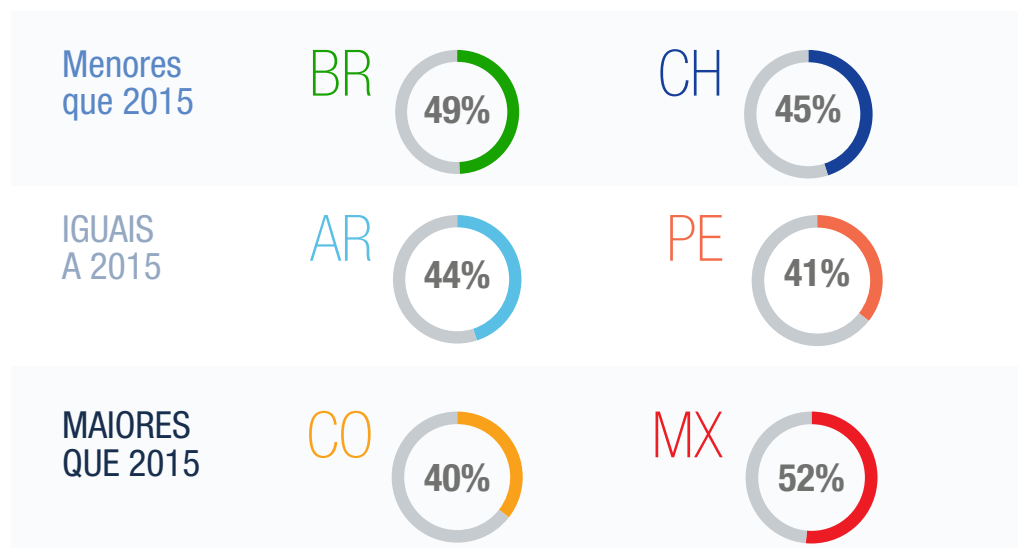 Menores
que 2015
BR
49%
CH
45%
IGUAIS
A 2015
AR
44%
PE
41%
MAIORES
QUE 2015
CO
40%
MX
52%